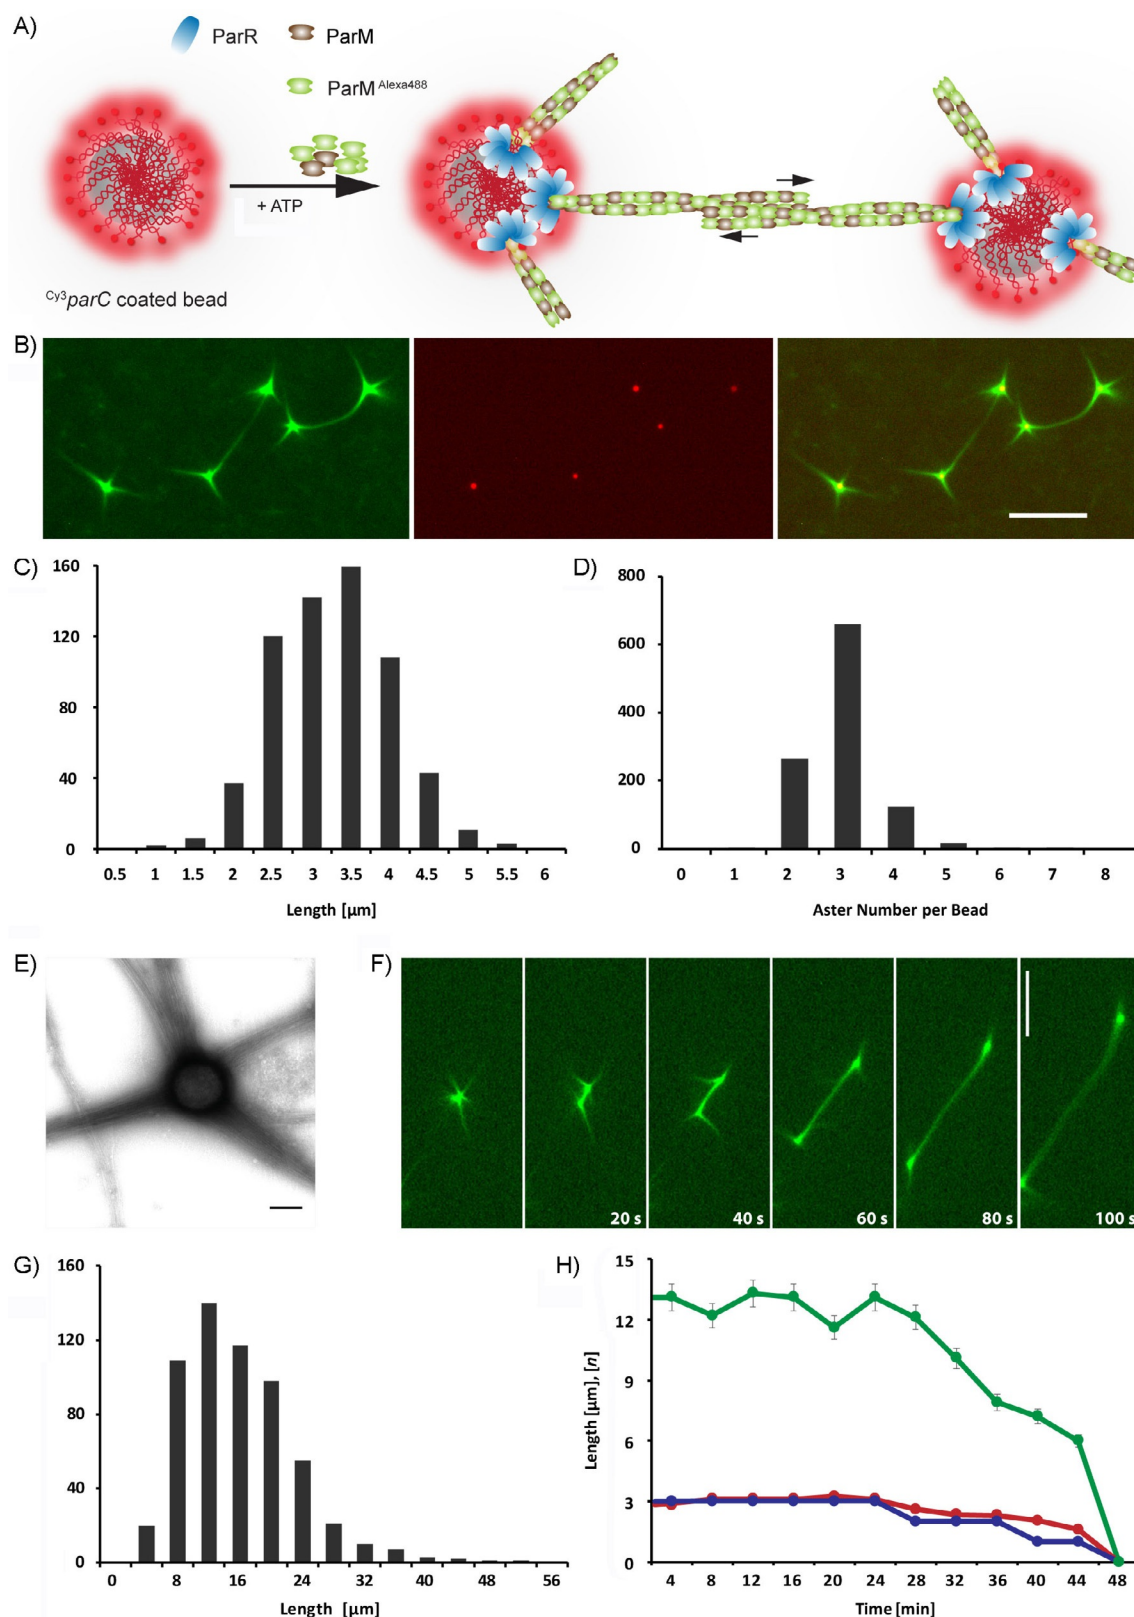 A)
ParR ParM
ParM Alexa488
+ ATP
Cy3parC coated bead
B)
C)
160
120
80
40
0
0.5 1 1.5 2 2.5 3 3.5 4 4.5 5 5.5 6
Length [µm]
D)
800
600
400
200
0
0 1 2 3 4 5 6 7 8
Aster Number per Bead
E)
F)
20 s 40 s 60 s 80 s 100 s
G)
160
120
80
40
0
0 8 16 24 32 40 48 56
Length [µm]
H)
15
12
9
6
3
0
Length [µm], [n]
4 8 12 16 20 24 28 32 36 40 44 48
Time [min]